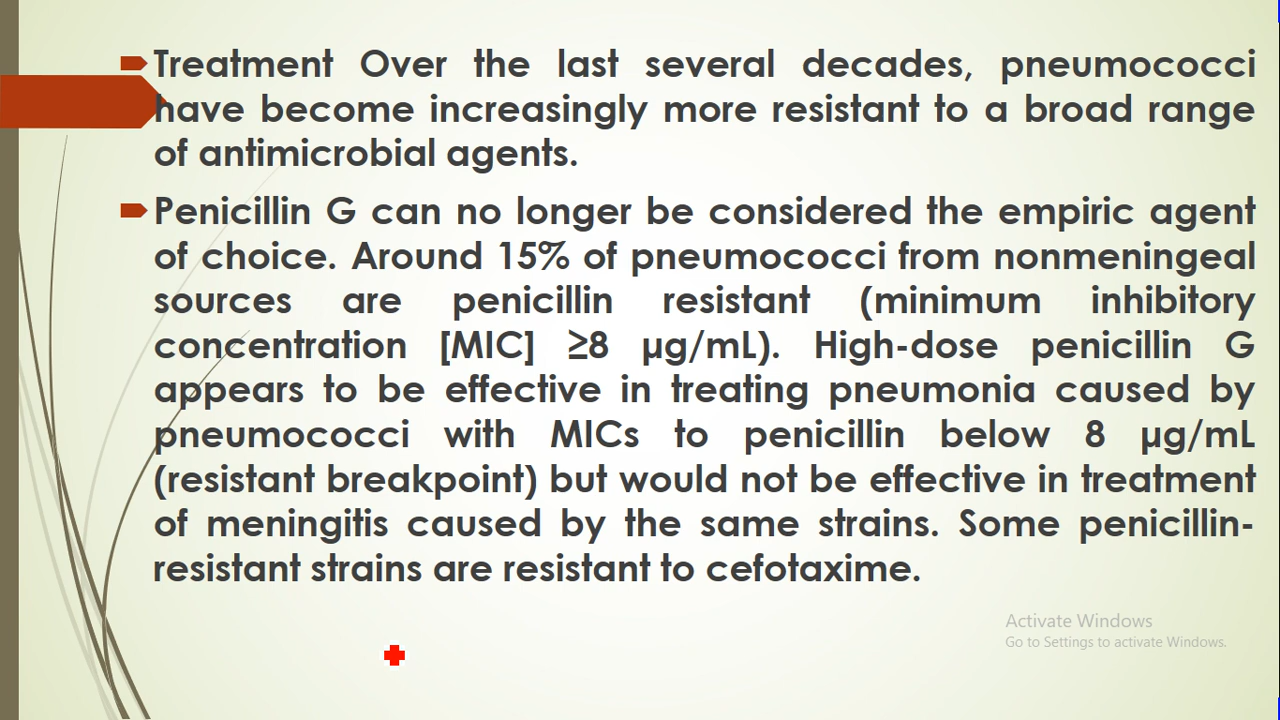 Treatment Over the last several decades, pneumococci
have become increasingly more resistant to a broad range
of antimicrobial agents.
Penicillin G can no longer be considered the empiric agent
of choice. Around 15% of pneumococci from nonmeningeal
sources are penicillin resistant (minimum inhibitory
concentration [MIC] ≥8 μg/mL). High-dose penicillin G
appears to be effective in treating pneumonia caused by
pneumococci with MICs to penicillin below 8 μg/mL
(resistant breakpoint) but would not be effective in treatment
of meningitis caused by the same strains. Some penicillin-
resistant strains are resistant to cefotaxime.
Activate Windows
Go to Settings to activate Windows.